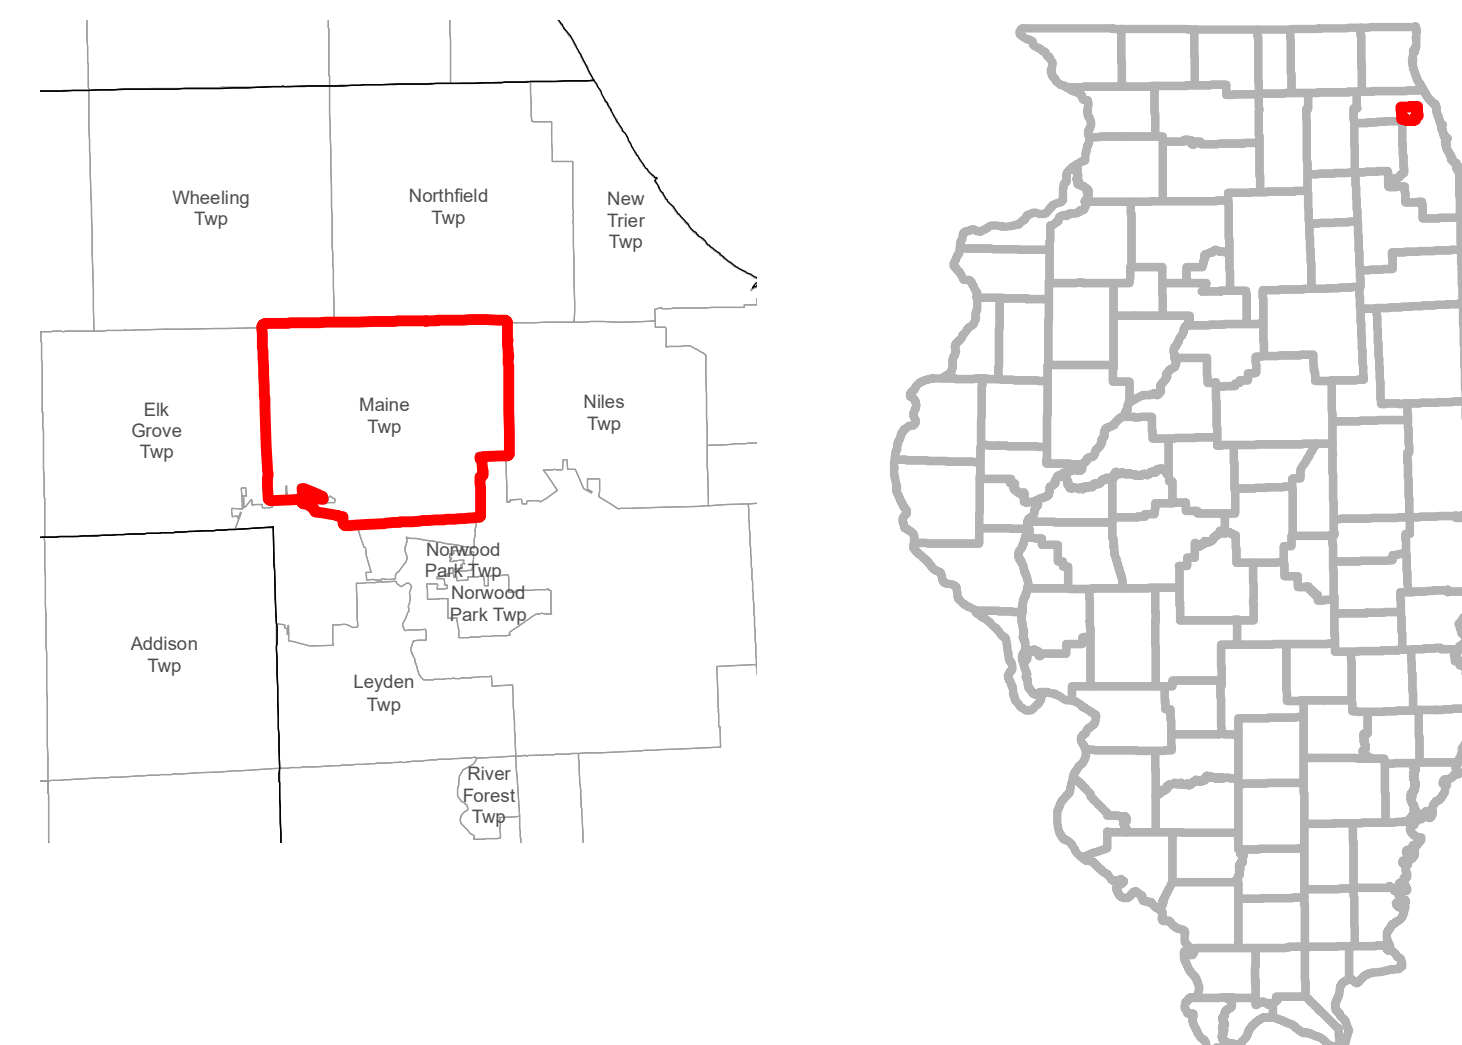 Wheeling
Twp
Northfield
Twp
New
Trier
Twp
Elk
Grove
Twp
Maine
Twp
Niles
Twp
Norwood
Park Twp
Norwood
Park Twp
Addison
Twp
Leyden
Twp
River
Forest
Twp